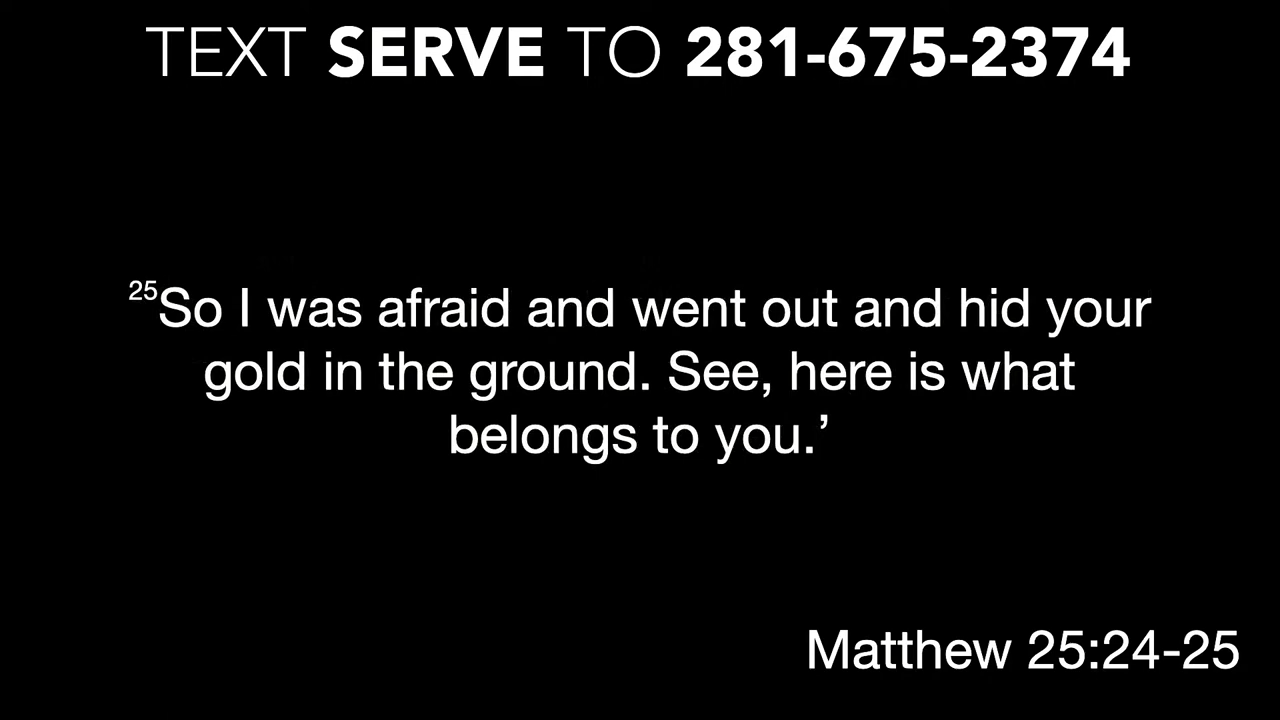 TEXT SERVE TO 281-675-2374
25So I was afraid and went out and hid your
gold in the ground. See, here is what
belongs to you.’
Matthew 25:24-25